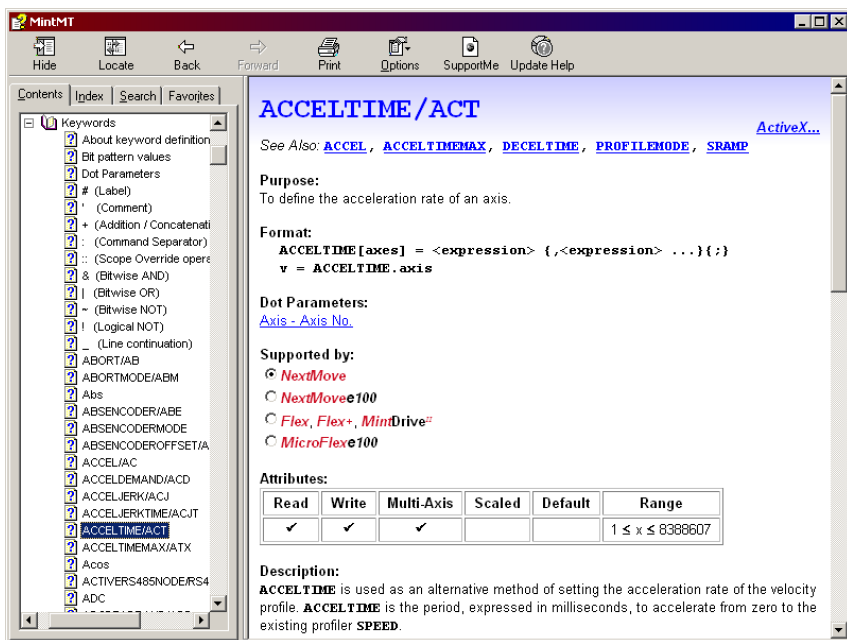 MintMT
Hide Locate Back Forward Print Options SupportMe Update Help
Contents Index Search Favorites
Keywords
About keyword definition
Bit pattern values
Dot Parameters
# (Label)
' (Comment)
+ (Addition / Concatenati
: (Command Separator)
:: (Scope Override opera
& (Bitwise AND)
| (Bitwise OR)
~ (Bitwise NOT)
! (Logical NOT)
_ (Line continuation)
ABORT/AB
ABORTMODE/ABM
Abs
ABSENCODER/ABE
ABSENCODERMODE
ABSENCODEROFFSET/A
ACCEL/AC
ACCELDEMAND/ACD
ACCELJERK/ACJ
ACCELJERKTIME/ACJT
ACCELTIME/ACT
ACCELTIMEMAX/ATX
Acos
ACTIVERS485NODE/RS4
ADC
ACCELTIME/ACT
ActiveX...
See Also: ACCEL, ACCELTIMEMAX, DECELTIME, PROFILEMODE, SRAMP
Purpose:
To define the acceleration rate of an axis.
Format:
ACCELTIME[axes] = <expression> {,<expression> ...}{;}
v = ACCELTIME.axis
Dot Parameters:
Axis - Axis No.
Supported by:
NextMove
NextMovee100
Flex, Flex+, MintDrive
MicroFlexe100
Attributes:
Read Write Multi-Axis Scaled Default Range
✓ ✓ ✓ 1 ≤ x ≤ 8388607
Description:
ACCELTIME is used as an alternative method of setting the acceleration rate of the velocity
profile. ACCELTIME is the period, expressed in milliseconds, to accelerate from zero to the
existing profiler SPEED.